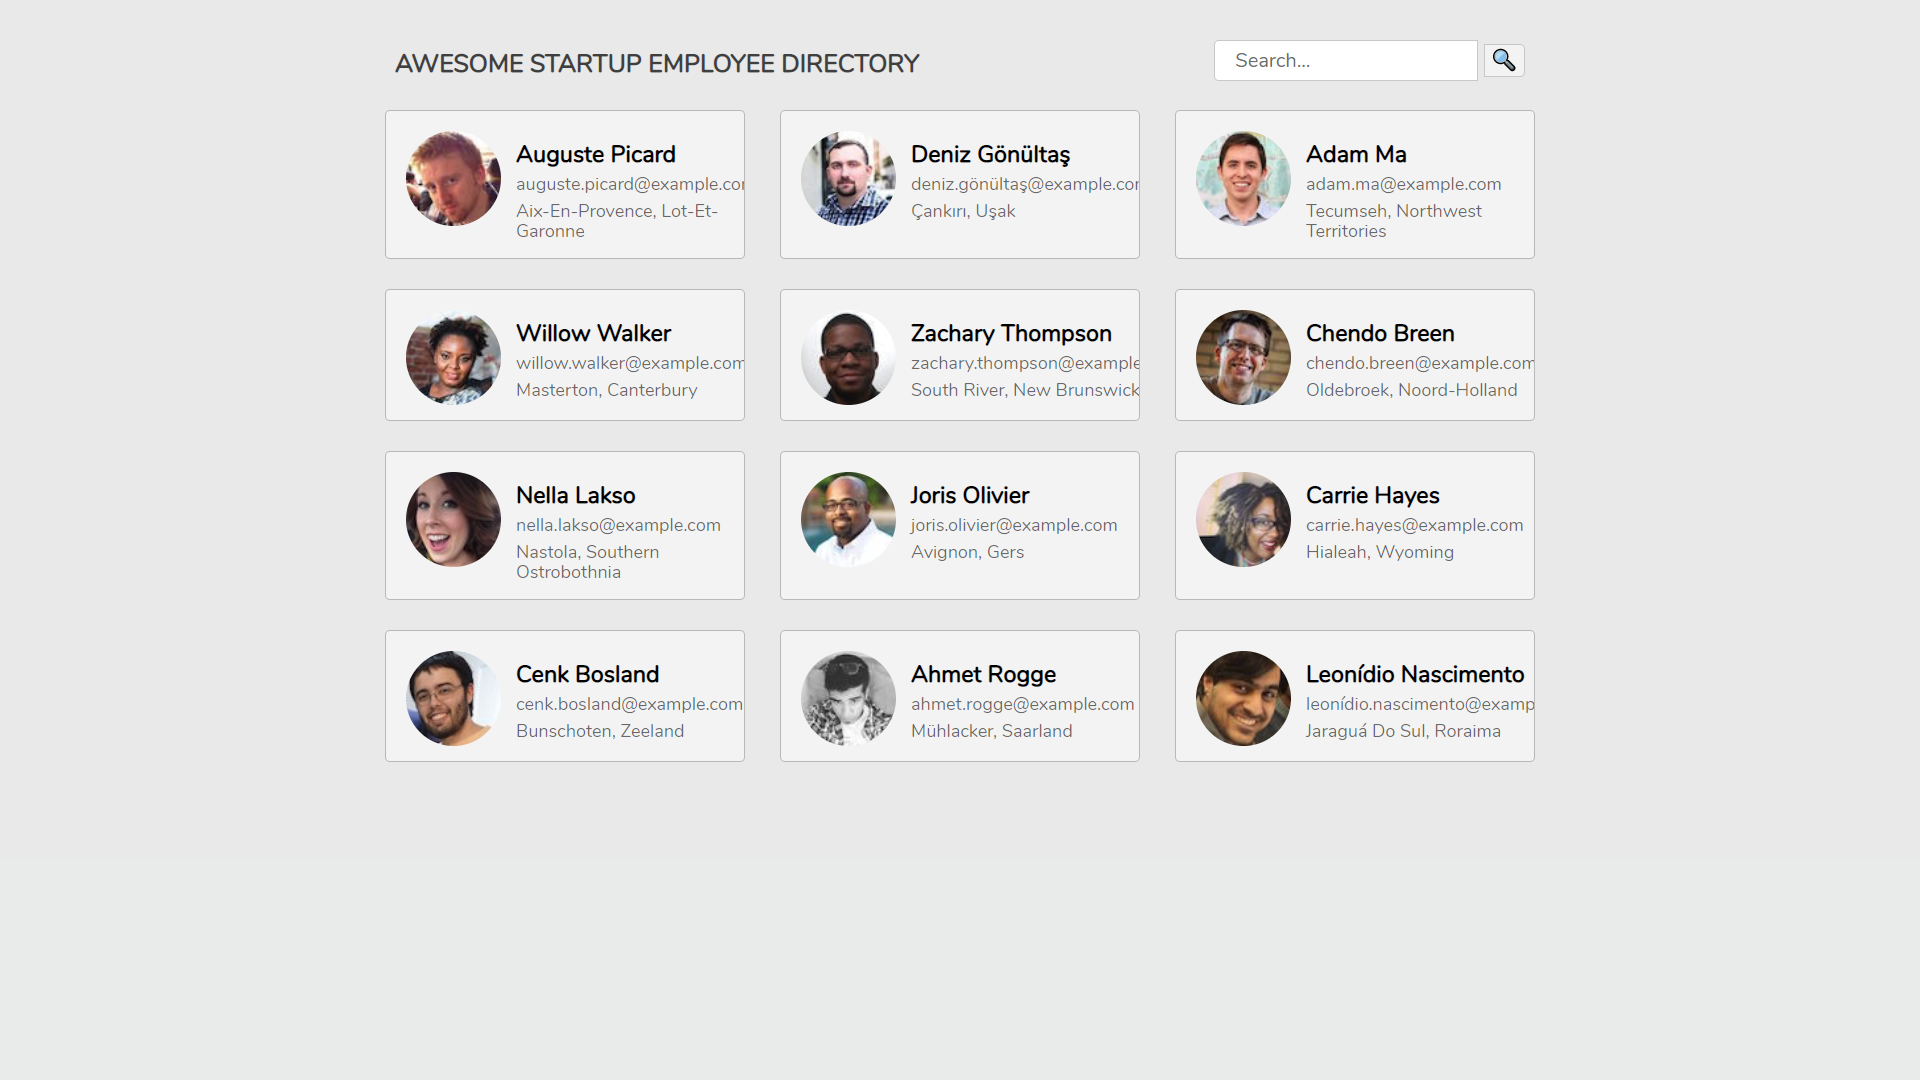 AWESOME STARTUP EMPLOYEE DIRECTORY
Search...
Auguste Picard
auguste.picard@example.co
Aix-En-Provence, Lot-Et-
Garonne
Deniz Gönültaş
deniz.gönültaş@example.co
Çankırı, Uşak
Adam Ma
adam.ma@example.com
Tecumseh, Northwest
Territories
Willow Walker
willow.walker@example.com
Masterton, Canterbury
Zachary Thompson
zachary.thompson@example
South River, New Brunswick
Chendo Breen
chendo.breen@example.com
Oldebroek, Noord-Holland
Nella Lakso
nella.lakso@example.com
Nastola, Southern
Ostrobothnia
Joris Olivier
joris.olivier@example.com
Avignon, Gers
Carrie Hayes
carrie.hayes@example.com
Hialeah, Wyoming
Cenk Bosland
cenk.bosland@example.com
Bunschoten, Zeeland
Ahmet Rogge
ahmet.rogge@example.com
Mühlacker, Saarland
Leonídio Nascimento
leonídio.nascimento@examp
Jaraguá Do Sul, Roraima